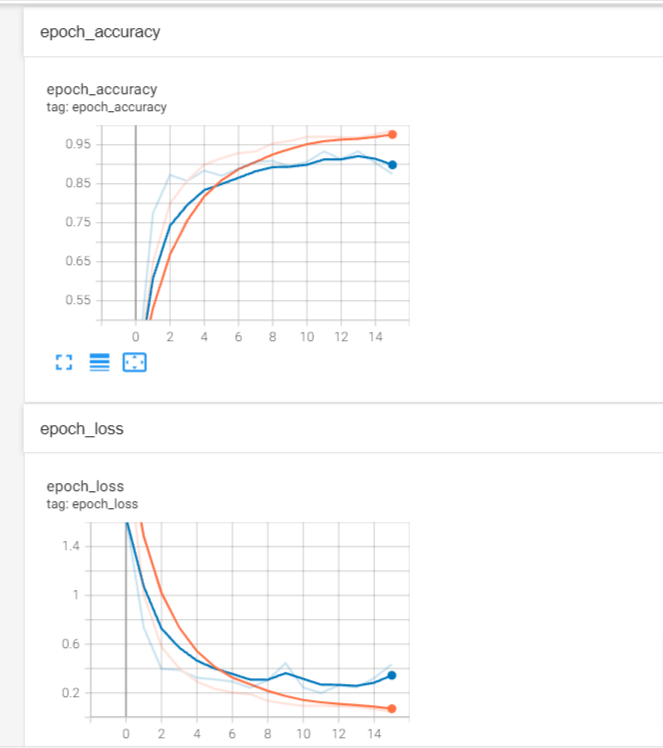 epoch_accuracy
epoch_accuracy
tag: epoch_accuracy
0.95
0.85
0.75
0.65
0.55
0 2 4 6 8 10 12 14
epoch_loss
epoch_loss
tag: epoch_loss
1.4
1
0.6
0.2
0 2 4 6 8 10 12 14